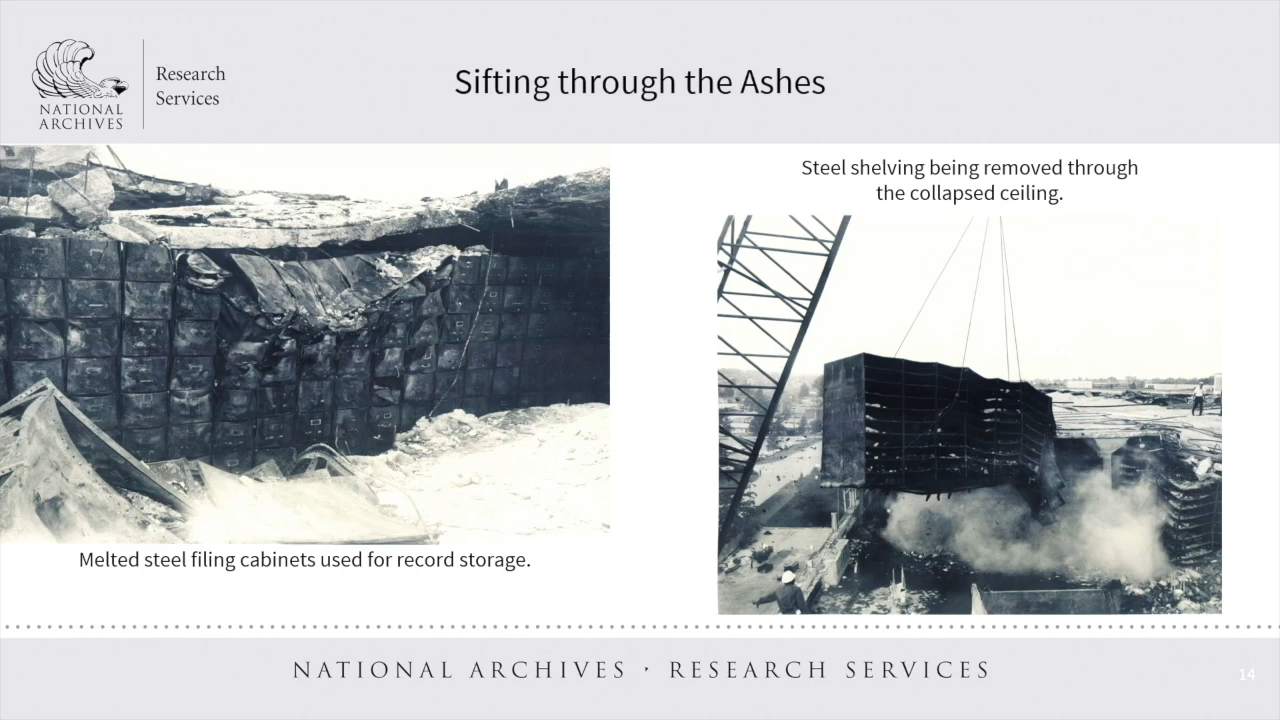 NATIONAL
ARCHIVES
Research
Services
Sifting through the Ashes
Steel shelving being removed through
the collapsed ceiling.
Melted steel filing cabinets used for record storage.
NATIONAL ARCHIVES · RESEARCH SERVICES
14